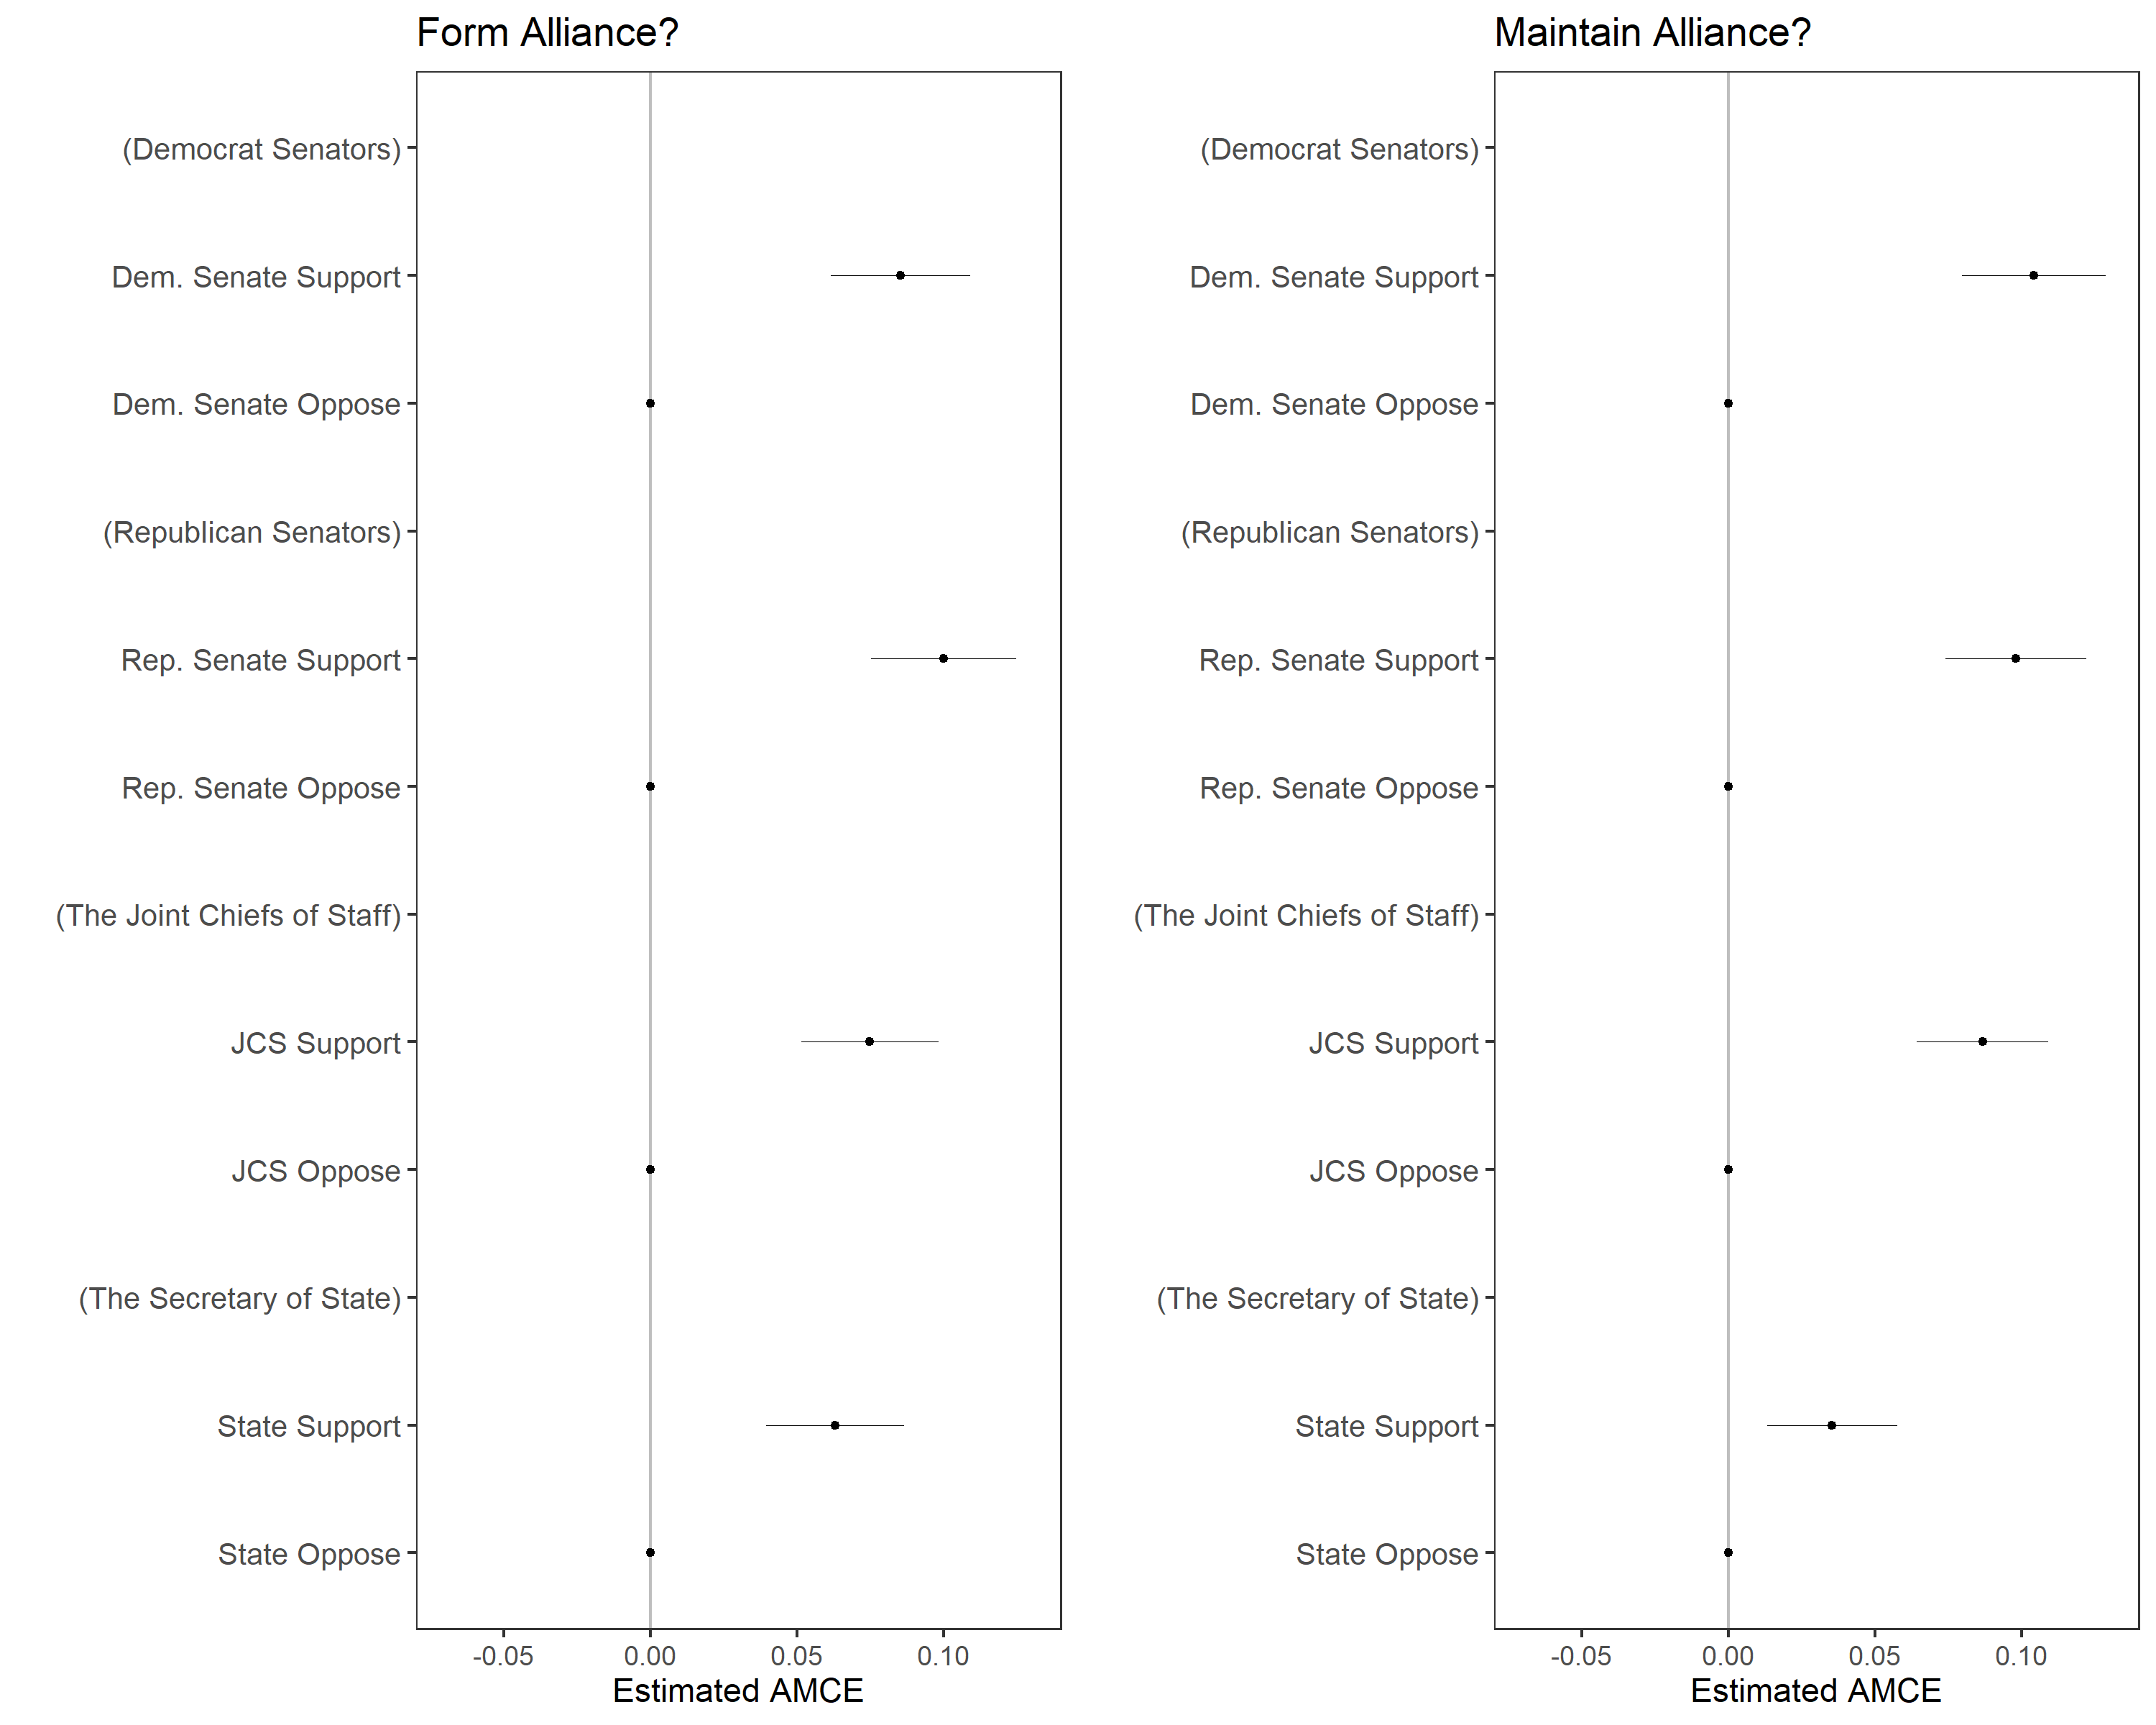 Form Alliance?
(Democrat Senators)
Dem. Senate Support
Dem. Senate Oppose
(Republican Senators)
Rep. Senate Support
Rep. Senate Oppose
(The Joint Chiefs of Staff)
JCS Support
JCS Oppose
(The Secretary of State)
State Support
State Oppose
-0.05 0.00 0.05 0.10
Estimated AMCE
Maintain Alliance?
(Democrat Senators)
Dem. Senate Support
Dem. Senate Oppose
(Republican Senators)
Rep. Senate Support
Rep. Senate Oppose
(The Joint Chiefs of Staff)
JCS Support
JCS Oppose
(The Secretary of State)
State Support
State Oppose
-0.05 0.00 0.05 0.10
Estimated AMCE